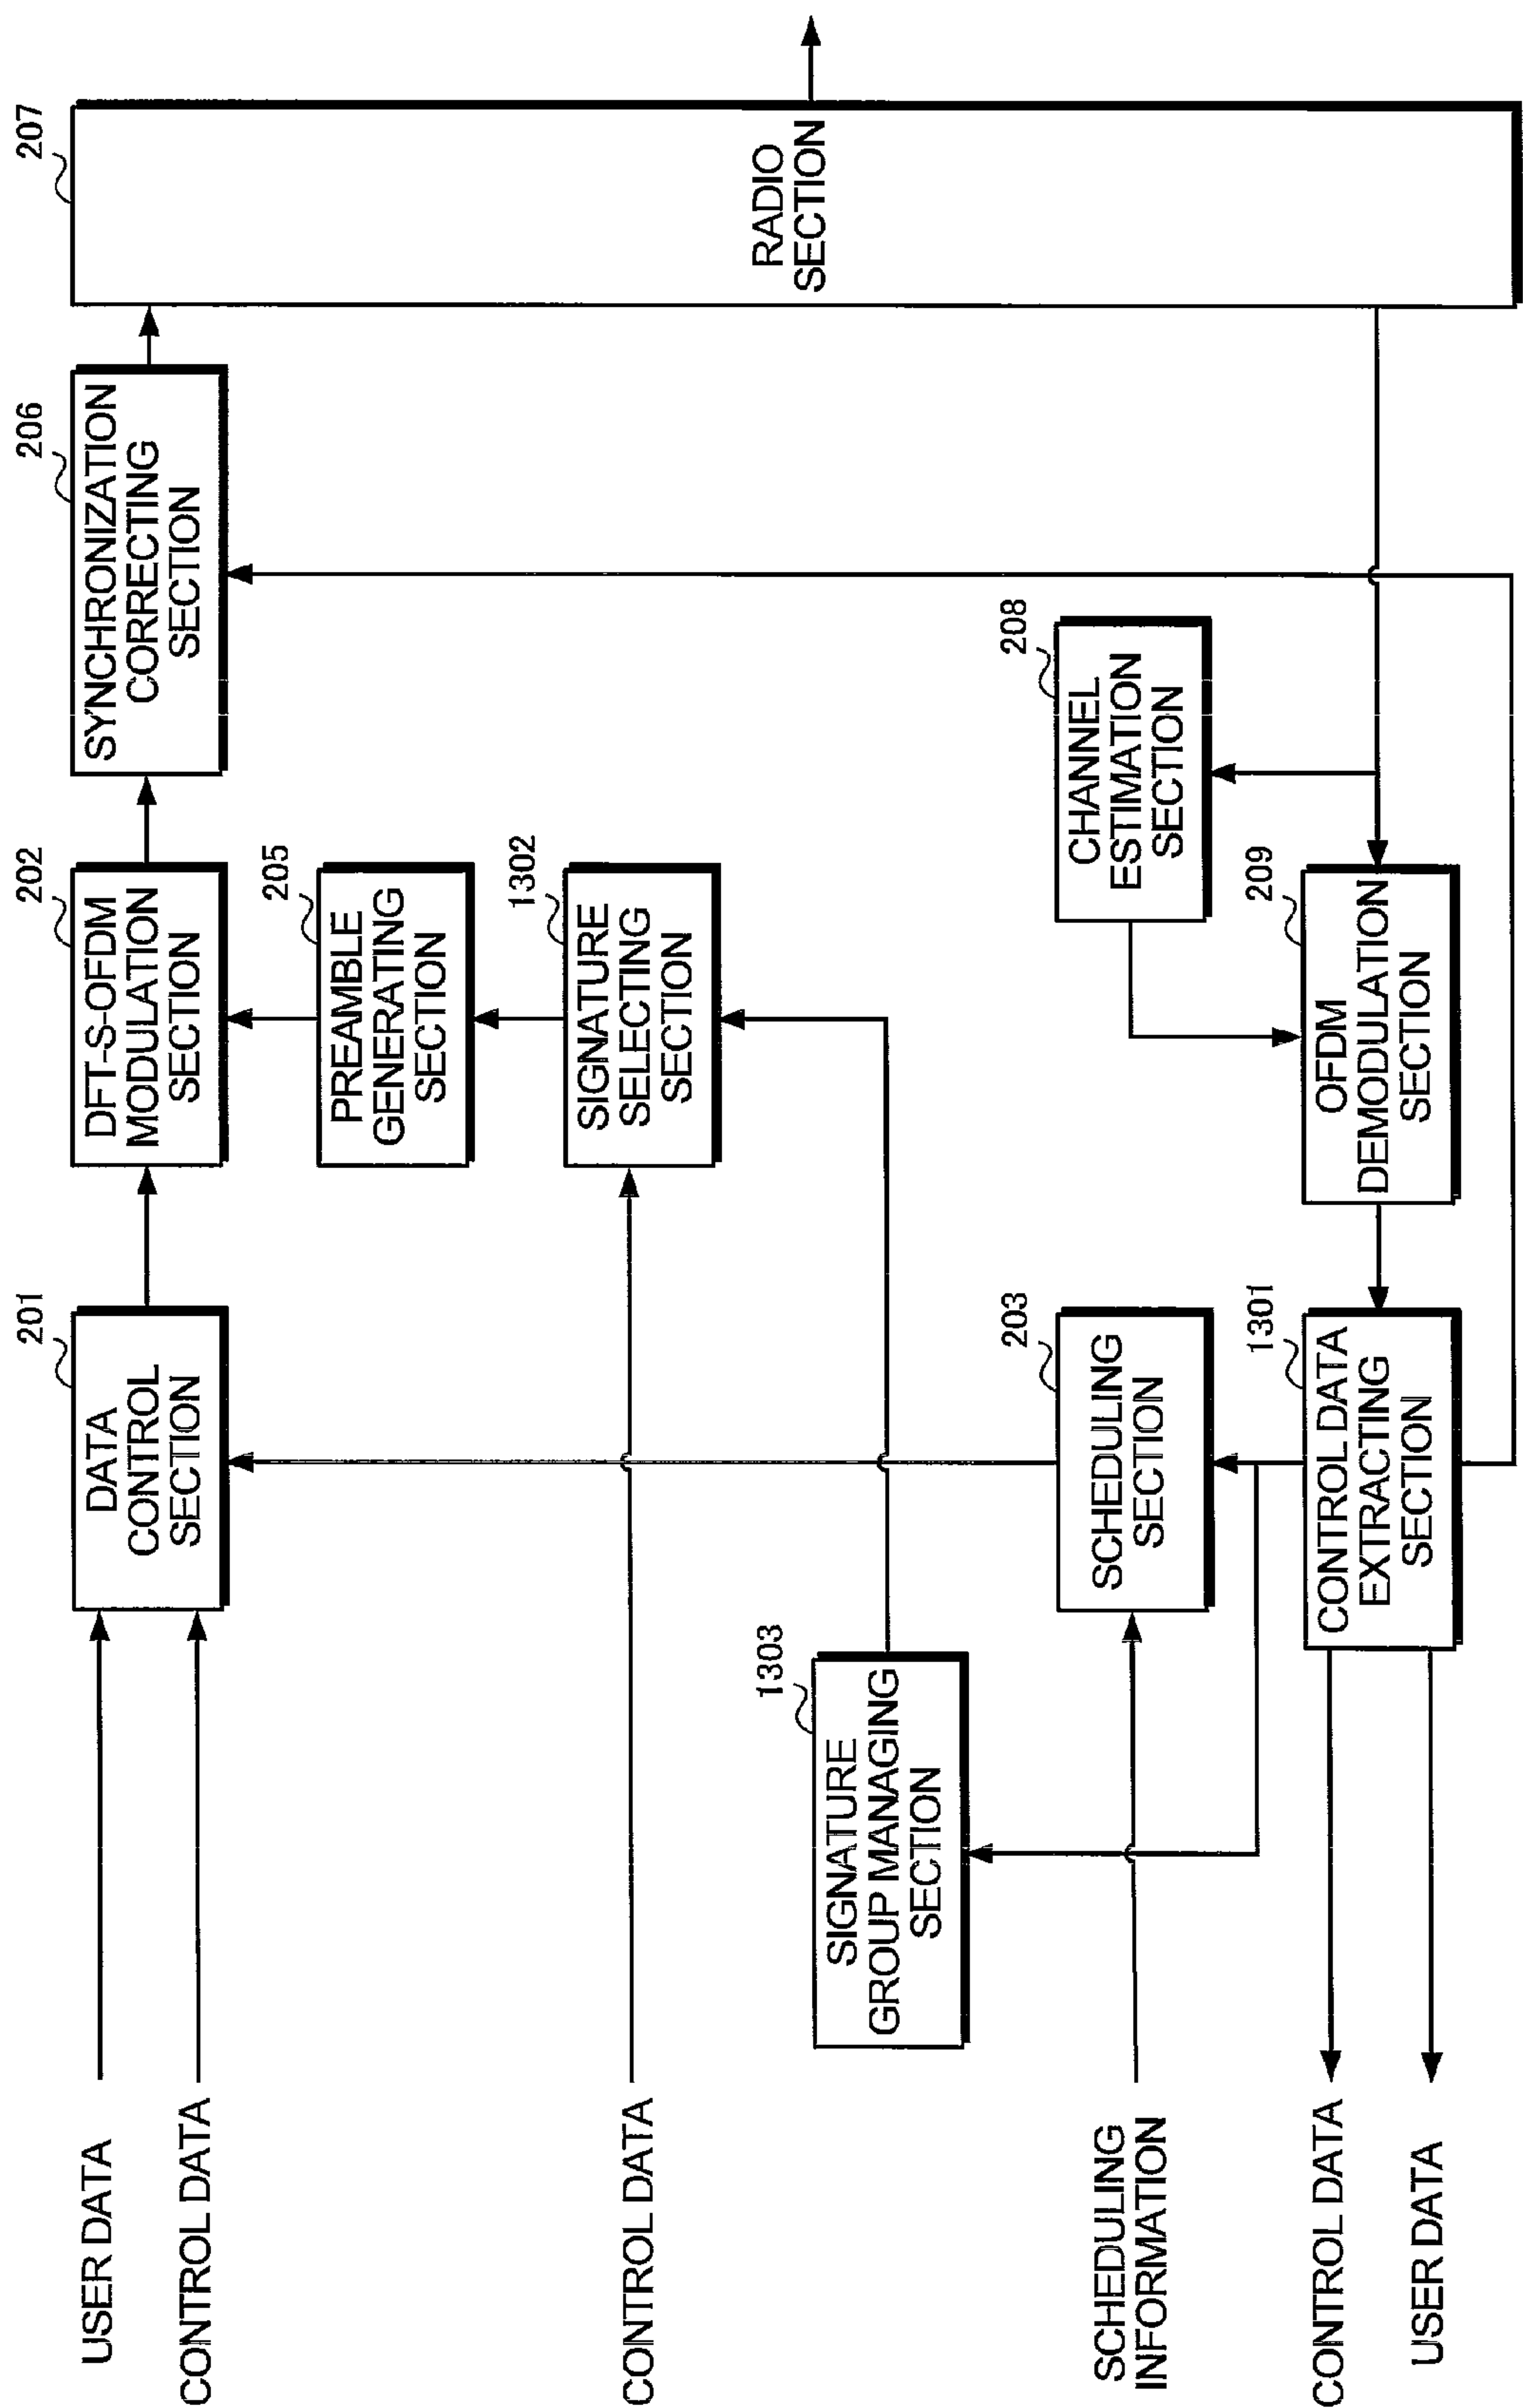 USER DATA
CONTROL DATA
201
DATA
CONTROL
SECTION
202
DFT-S-OFDM
MODULATION
SECTION
206
SYNCHRONIZATION
CORRECTING
SECTION
207
RADIO
SECTION
205
PREAMBLE
GENERATING
SECTION
CONTROL DATA
1302
SIGNATURE
SELECTING
SECTION
1303
SIGNATURE
GROUP MANAGING
SECTION
SCHEDULING
INFORMATION
203
SCHEDULING
SECTION
208
CHANNEL
ESTIMATION
SECTION
CONTROL DATA
USER DATA
1301
CONTROL DATA
EXTRACTING
SECTION
209
OFDM
DEMODULATION
SECTION